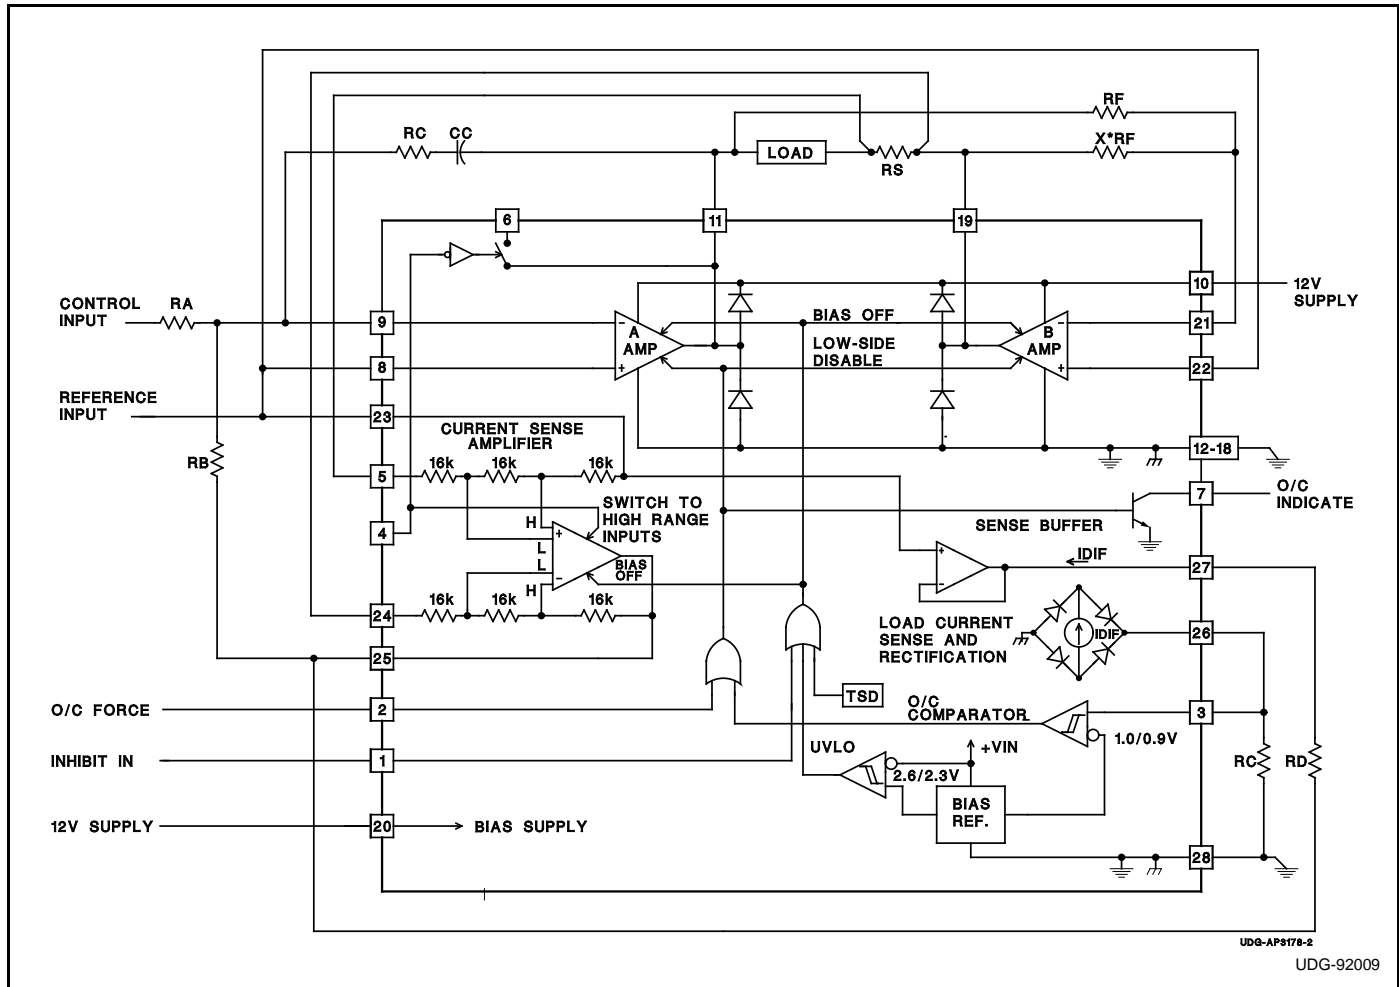 RF
RC CC
LOAD
X*RF
RS
6
11
19
CONTROL
INPUT
RA
10
12V
SUPPLY
9
-
A
AMP
+
BIAS OFF
LOW-SIDE
DISABLE
-
B
AMP
+
21
8
22
REFERENCE
INPUT
23
CURRENT SENSE
AMPLIFIER
12-18
RB
5
16k
16k
16k
7
O/C
INDICATE
SWITCH TO
HIGH RANGE
INPUTS
SENSE BUFFER
4
H
L
L
H
+
-
BIAS
OFF
+
-
IDIF
27
24
16k
16k
16k
LOAD CURRENT
SENSE AND
RECTIFICATION
IDIF
26
25
TSD
O/C FORCE
2
O/C
COMPARATOR
3
1.0/0.9V
INHIBIT IN
1
UVLO
+VIN
2.6/2.3V
RC
RD
12V SUPPLY
20
BIAS SUPPLY
BIAS
REF.
28
UDG-AP3176-2
UDG-92009